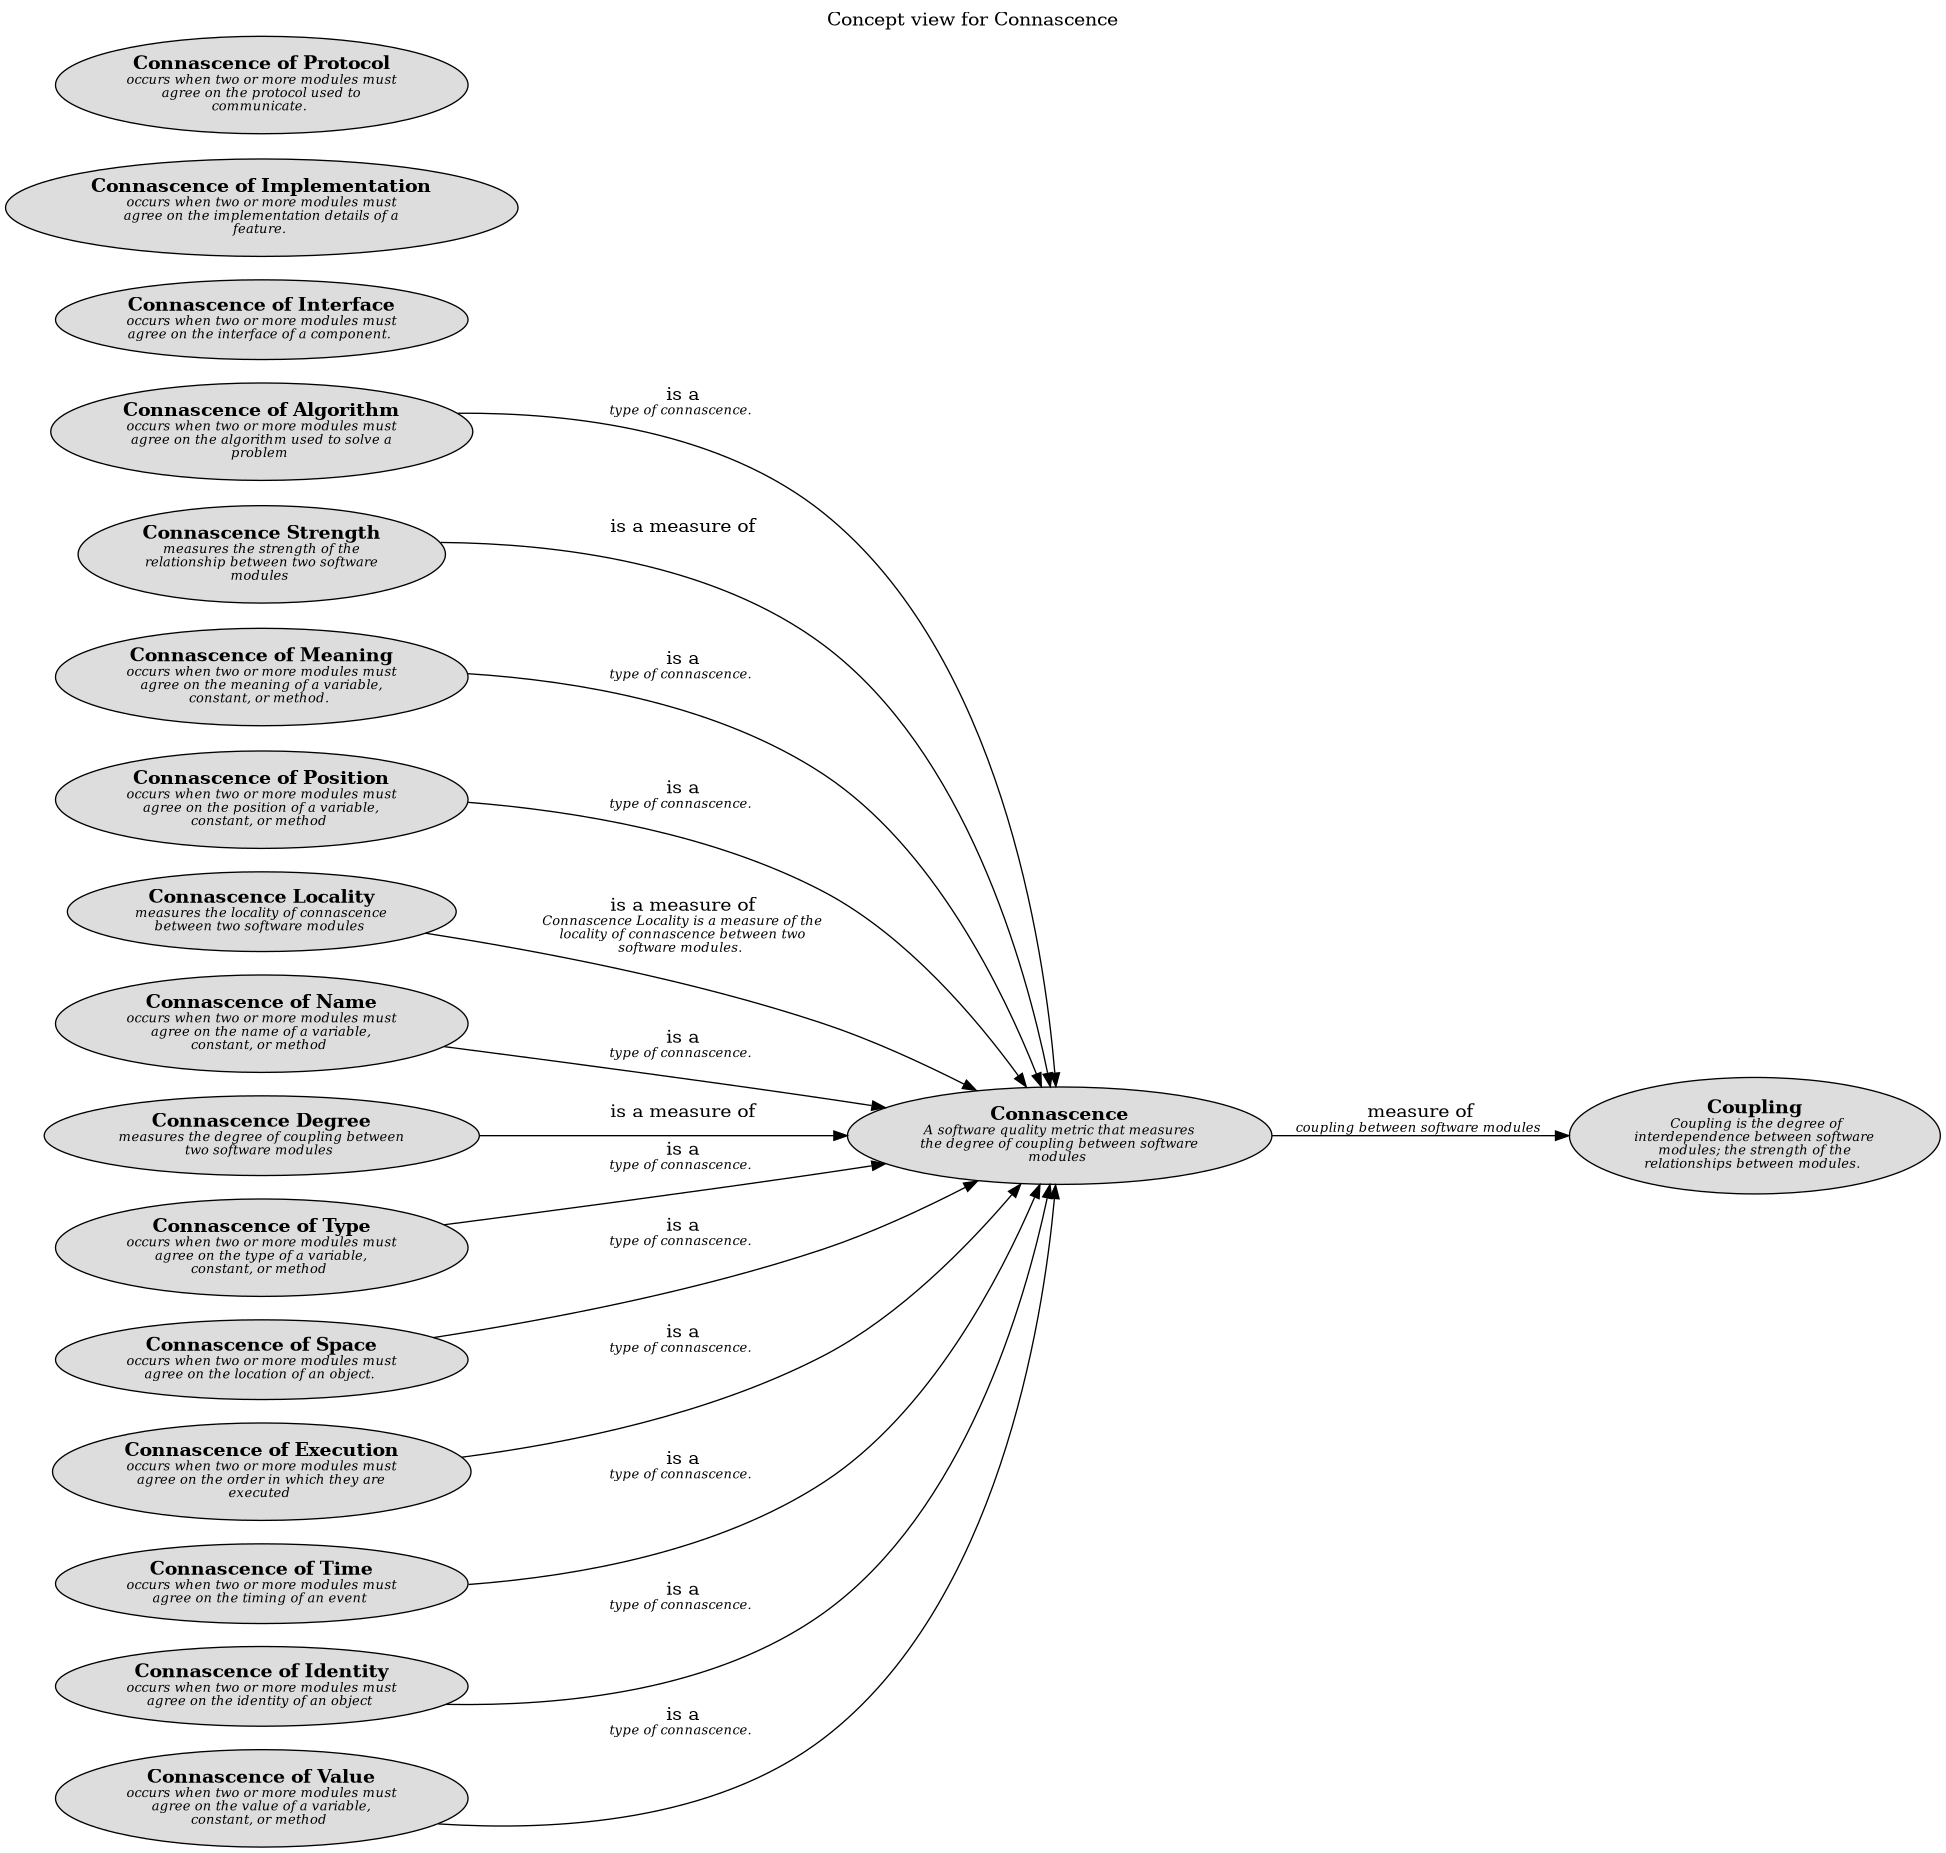 Concept view for Connascence
Connascence of Protocol
occurs when two or more modules must
agree on the protocol used to
communicate.
Connascence of Implementation
occurs when two or more modules must
agree on the implementation details of a
feature.
Connascence of Interface
occurs when two or more modules must
agree on the interface of a component.
Connascence of Algorithm
occurs when two or more modules must
agree on the algorithm used to solve a
problem
is a
type of connascence.
Connascence Strength
measures the strength of the
relationship between two software
modules
is a measure of
Connascence of Meaning
occurs when two or more modules must
agree on the meaning of a variable,
constant, or method.
is a
type of connascence.
Connascence of Position
occurs when two or more modules must
agree on the position of a variable,
constant, or method
is a
type of connascence.
Connascence Locality
measures the locality of connascence
between two software modules
is a measure of
Connascence Locality is a measure of the
locality of connascence between two
software modules.
Connascence of Name
occurs when two or more modules must
agree on the name of a variable,
constant, or method
is a
type of connascence.
Connascence Degree
measures the degree of coupling between
two software modules
is a measure of
Connascence
A software quality metric that measures
the degree of coupling between software
modules
measure of
coupling between software modules
Coupling
Coupling is the degree of
interdependence between software
modules; the strength of the
relationships between modules.
Connascence of Type
occurs when two or more modules must
agree on the type of a variable,
constant, or method
is a
type of connascence.
Connascence of Space
occurs when two or more modules must
agree on the location of an object.
is a
type of connascence.
Connascence of Execution
occurs when two or more modules must
agree on the order in which they are
executed
is a
type of connascence.
Connascence of Time
occurs when two or more modules must
agree on the timing of an event
is a
type of connascence.
Connascence of Identity
occurs when two or more modules must
agree on the identity of an object
is a
type of connascence.
Connascence of Value
occurs when two or more modules must
agree on the value of a variable,
constant, or method
is a
type of connascence.